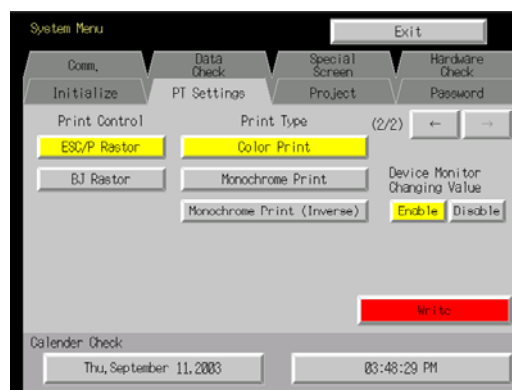 System Menu
Exit
Comm.
Data Check
Special Screen
Hardware Check
Initialize
PT Settings
Project
Password
Print Control
Print Type
(2/2)
←
→
ESC/P Rastor
Color Print
BJ Rastor
Monochrome Print
Device Monitor
Changing Value
Monochrome Print (Inverse)
Enable
Disable
Write
Calender Check
Thu,September 11,2003
03:48:29 PM